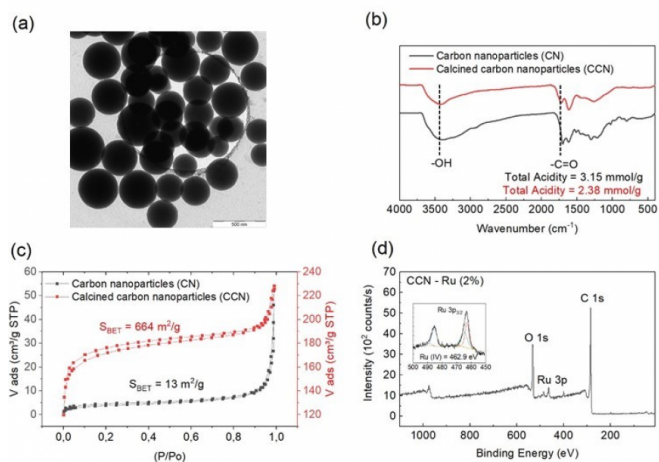 (a)
500 nm
(b)
Carbon nanoparticles (CN)
Calcined carbon nanoparticles (CCN)
-OH
-C=O
Total Acidity = 3.15 mmol/g
Total Acidity = 2.38 mmol/g
4000 3500 3000 2500 2000 1500 1000 500
Wavenumber (cm⁻¹)
(c)
Carbon nanoparticles (CN)
Calcined carbon nanoparticles (CCN)
S_BET = 664 m²/g
S_BET = 13 m²/g
V ads (cm³/g STP)
60
50
40
30
20
10
0
240
220
200
180
160
140
120
V ads (cm³/g STP)
0,0 0,2 0,4 0,6 0,8 1,0
(P/Po)
(d)
CCN - Ru (2%)
C 1s
Ru 3p3/2
Ru (IV) = 462.9 eV
500 490 480 470 460 450
O 1s
Ru 3p
Intensity (10² counts/s)
60
50
40
30
20
10
0
1000 800 600 400 200 0
Binding Energy (eV)